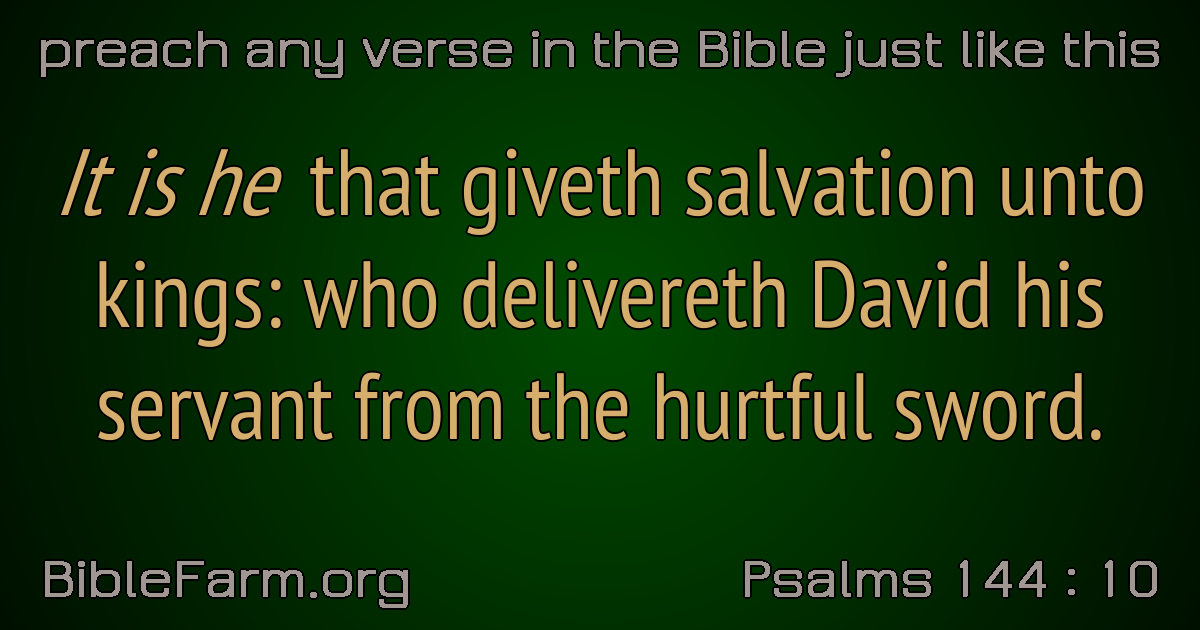 preach any verse in the Bible just like this
It is he that giveth salvation unto
kings: who delivereth David his
servant from the hurtful sword.
BibleFarm.org
Psalms 144 : 10